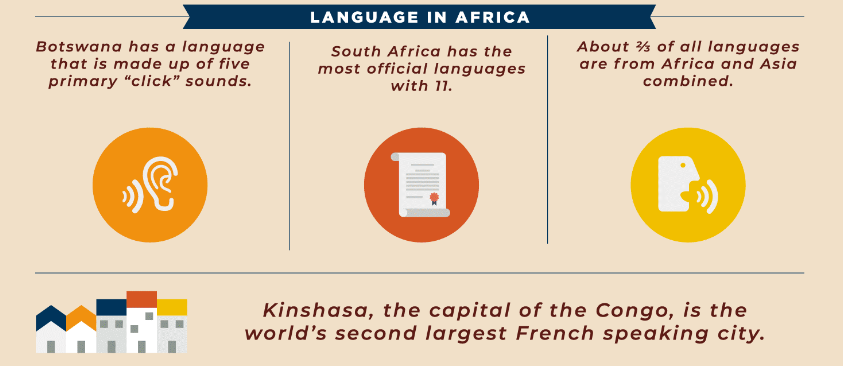 LANGUAGE IN AFRICA
Botswana has a language
that is made up of five
primary “click” sounds.
South Africa has the
most official languages
with 11.
About ⅔ of all languages
are from Africa and Asia
combined.
Kinshasa, the capital of the Congo, is the
world’s second largest French speaking city.